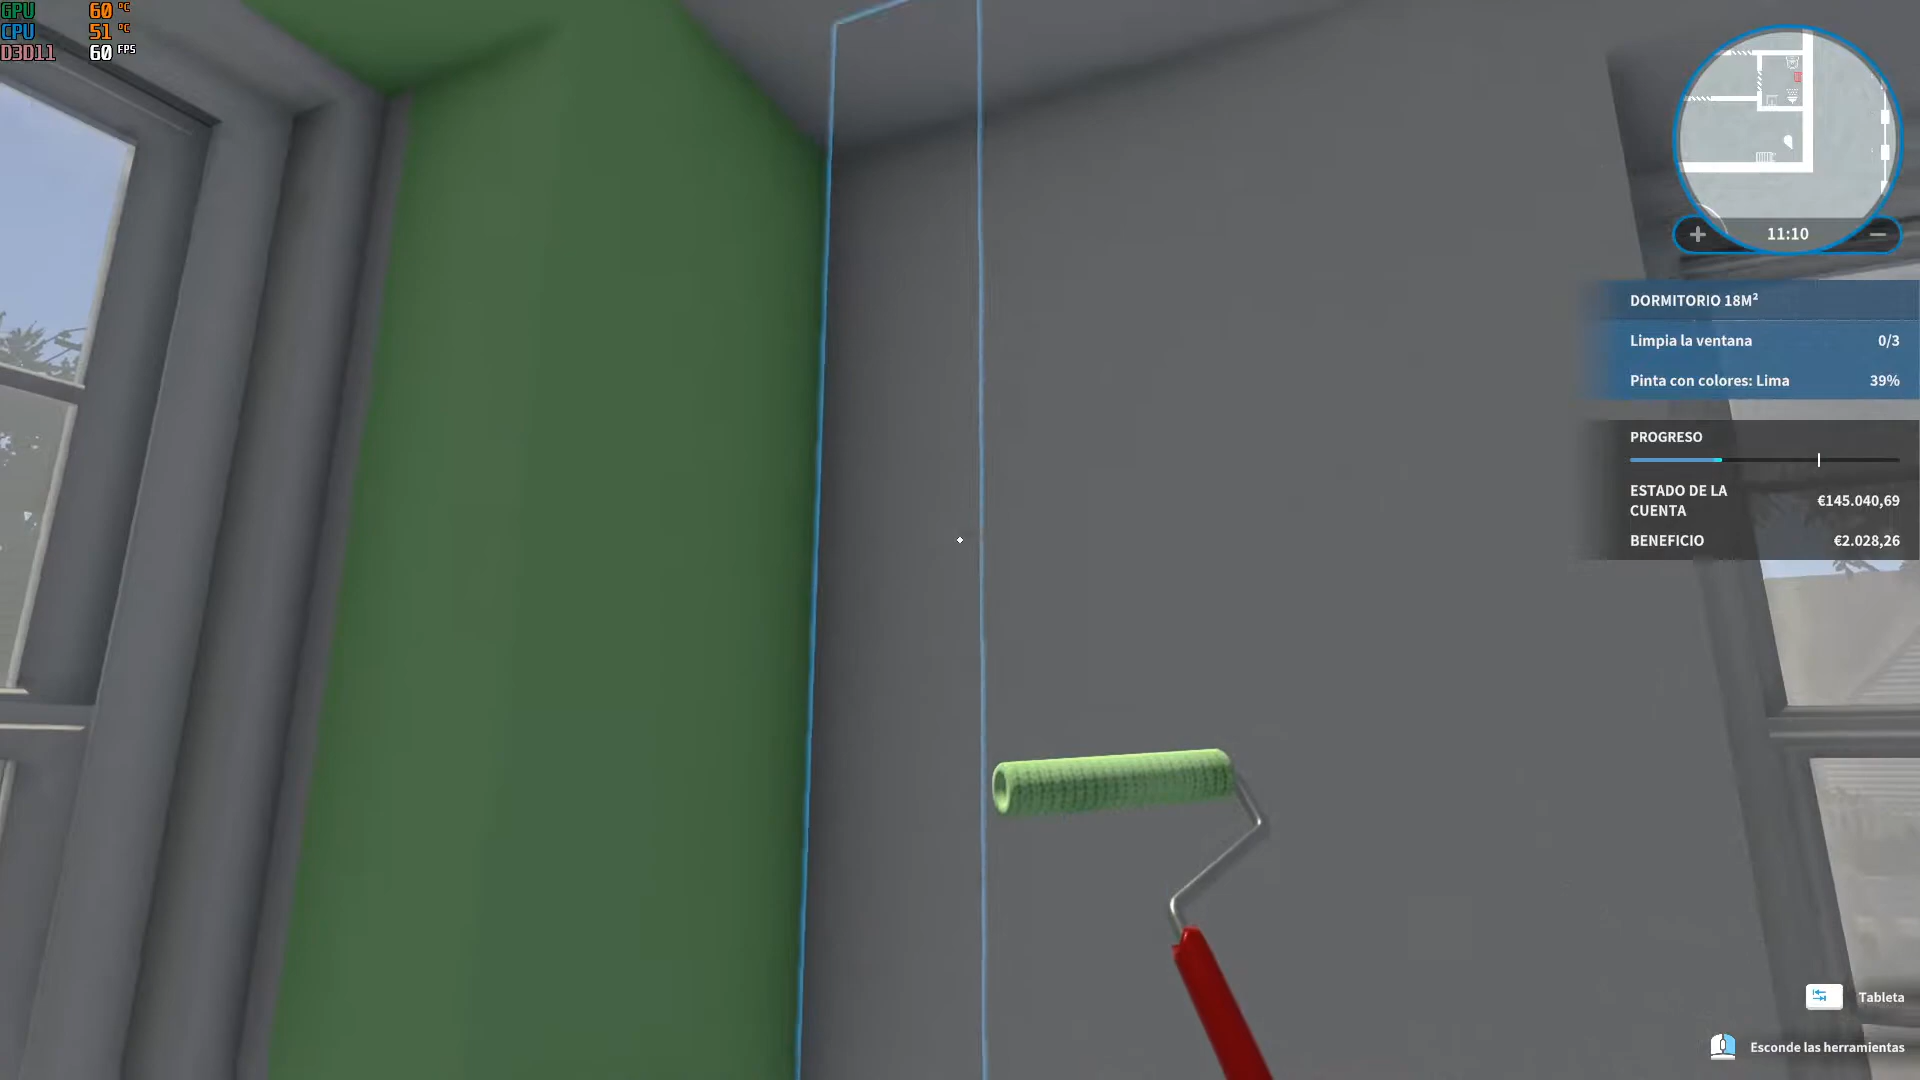 GPU 60 °C
CPU 51 °C
D3D11 60 FPS
11:10
DORMITORIO 18M²
Limpia la ventana 0/3
Pinta con colores: Lima 39%
PROGRESO
ESTADO DE LA
CUENTA €145.040,69
BENEFICIO €2.028,26
Tableta
Esconde las herramientas